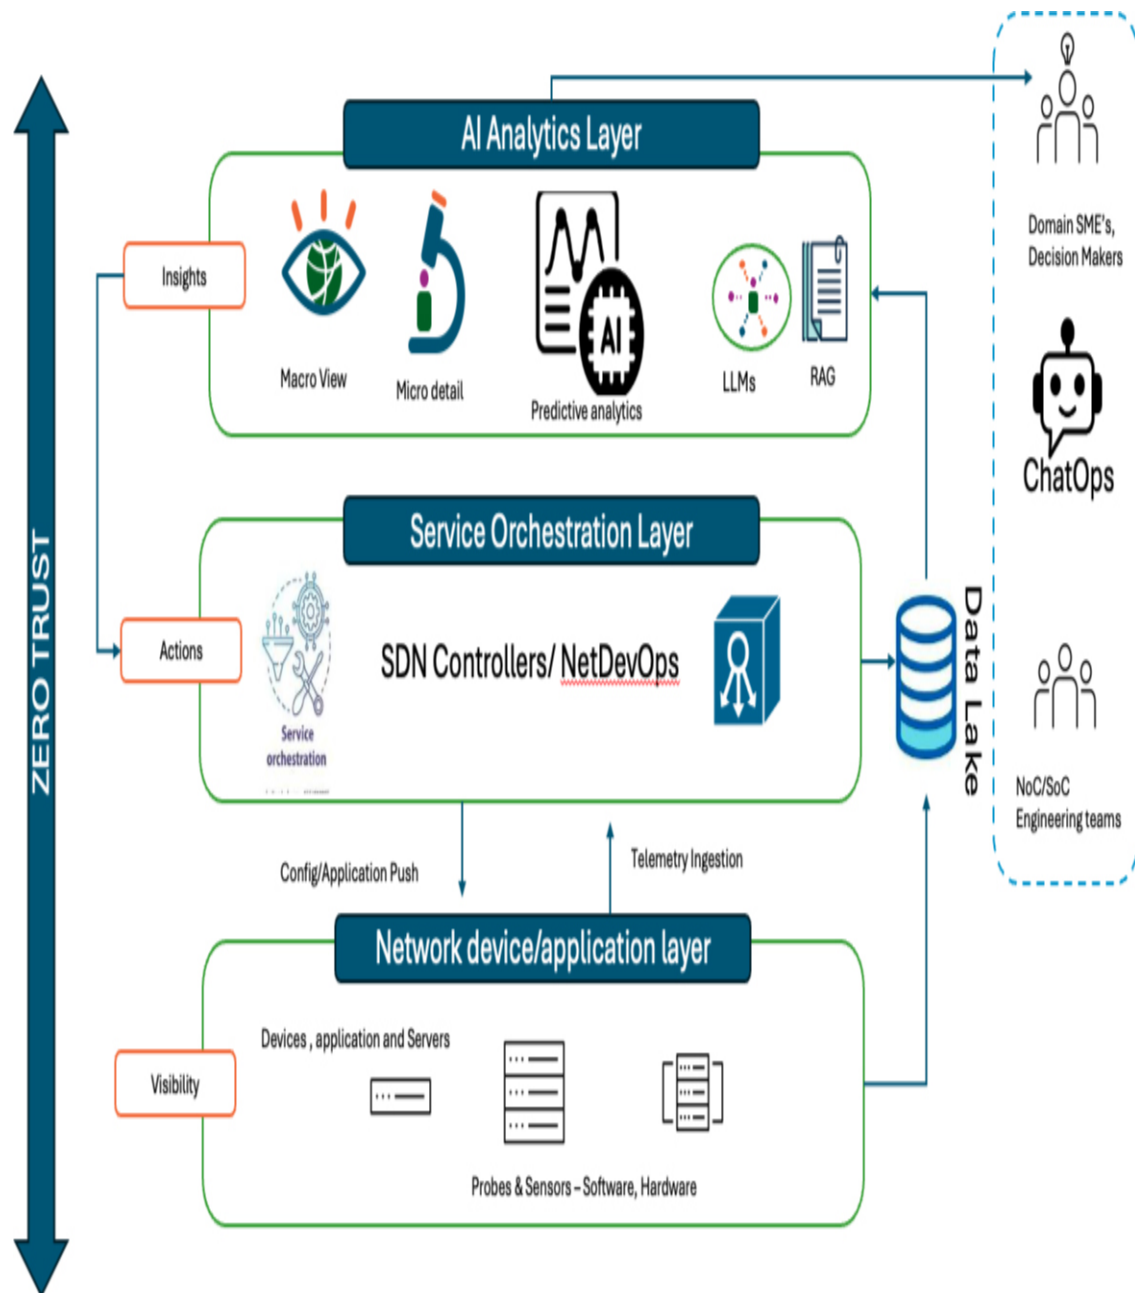 AI Analytics Layer
Insights
Macro View
Micro detail
AI
Predictive analytics
LLMs
RAG
Domain SME's,
Decision Makers
ChatOps
Service Orchestration Layer
Actions
Service
orchestration
SDN Controllers/ NetDevOps
Data Lake
NoC/SoC
Engineering teams
ZERO TRUST
Config/Application Push
Telemetry Ingestion
Network device/application layer
Devices , application and Servers
Visibility
Probes & Sensors – Software, Hardware